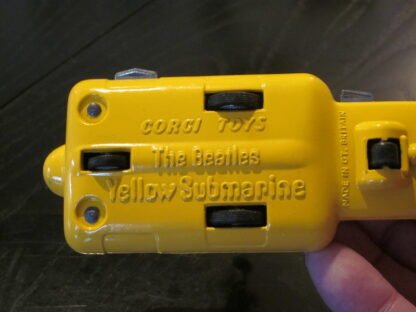 CORGI TOYS
The Beatles
Yellow Submarine
MADE IN GT. BRITAIN